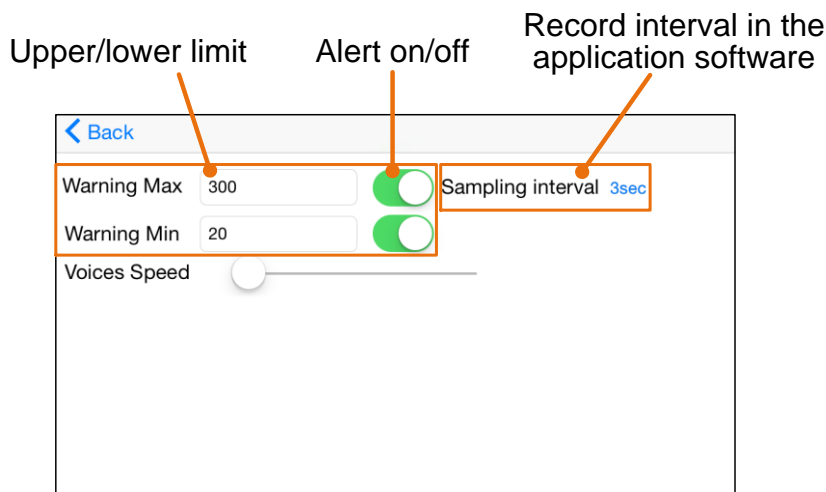 Upper/lower limit
Alert on/off
Record interval in the
application software
Back
Warning Max 300
Sampling interval 3sec
Warning Min 20
Voices Speed